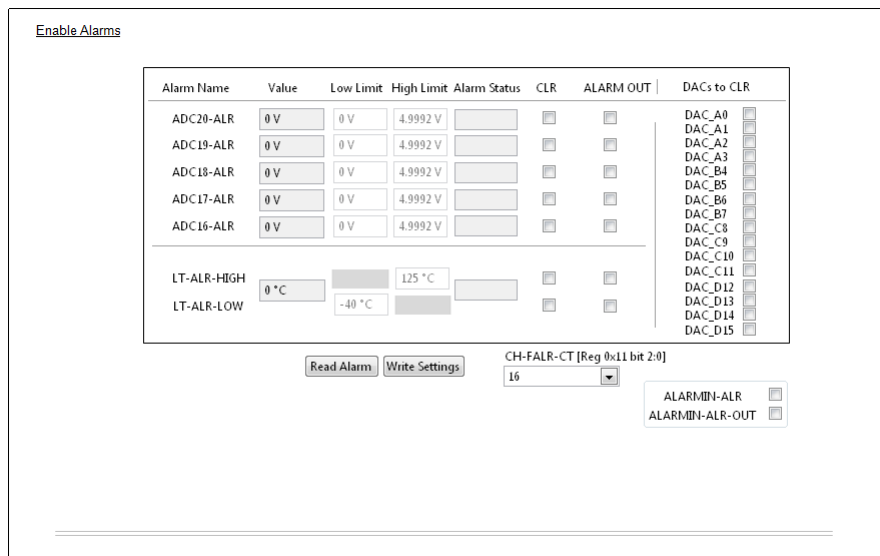 Enable Alarms
Alarm Name Value Low Limit High Limit Alarm Status CLR ALARM OUT DACs to CLR
ADC20-ALR 0 V 0 V 4.9992 V
ADC19-ALR 0 V 0 V 4.9992 V
ADC18-ALR 0 V 0 V 4.9992 V
ADC17-ALR 0 V 0 V 4.9992 V
ADC16-ALR 0 V 0 V 4.9992 V
LT-ALR-HIGH 125 °C
0 °C
LT-ALR-LOW -40 °C
DAC_A0
DAC_A1
DAC_A2
DAC_A3
DAC_B4
DAC_B5
DAC_B6
DAC_B7
DAC_C8
DAC_C9
DAC_C10
DAC_C11
DAC_D12
DAC_D13
DAC_D14
DAC_D15
Read Alarm Write Settings
CH-FALR-CT [Reg 0x11 bit 2:0]
16
ALARMIN-ALR
ALARMIN-ALR-OUT